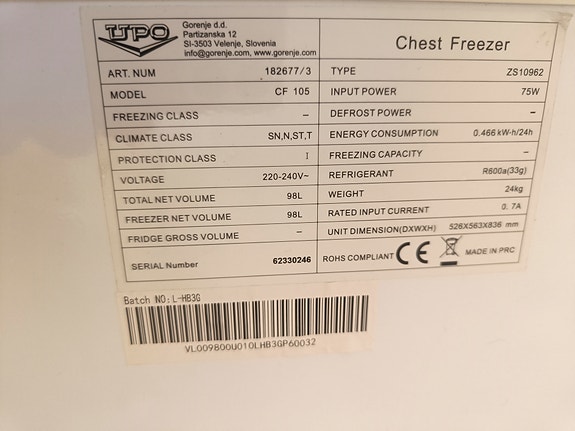 UPO
Gorenje d.d.
Partizanska 12
SI-3503 Velenje, Slovenia
info@gorenje.com, www-gorenje.com
Chest Freezer
ART. NUM 182677/3
MODEL CF 105
FREEZING CLASS –
CLIMATE CLASS SN,N,ST,T
PROTECTION CLASS I
VOLTAGE 220-240V~
TOTAL NET VOLUME 98L
FREEZER NET VOLUME 98L
FRIDGE GROSS VOLUME –
SERIAL Number 62330246
TYPE ZS10962
INPUT POWER 75W
DEFROST POWER –
ENERGY CONSUMPTION 0.466 kW·h/24h
FREEZING CAPACITY –
REFRIGERANT R600a(33g)
WEIGHT 24kg
RATED INPUT CURRENT 0. 7A
UNIT DIMENSION(DXWXH) 526X563X836 mm
ROHS COMPLIANT CE MADE IN PRC
Batch NO: L-HB3G
VL009800U010LHB3GP60032